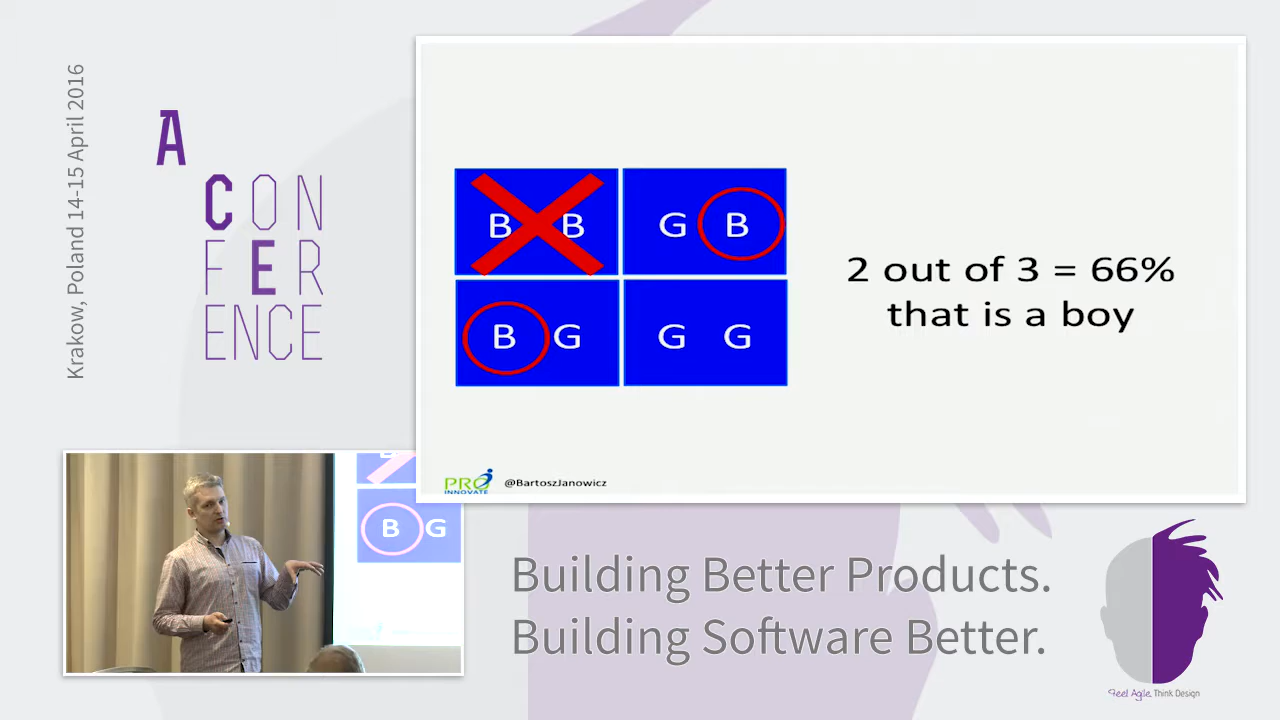 Krakow, Poland 14-15 April 2016
A
CON
FER
ENCE
B B
G B
B G
G G
2 out of 3 = 66%
that is a boy
PRO
INNOVATE
@BartoszJanowicz
B G
Building Better Products.
Building Software Better.
Feel Agile. Think Design